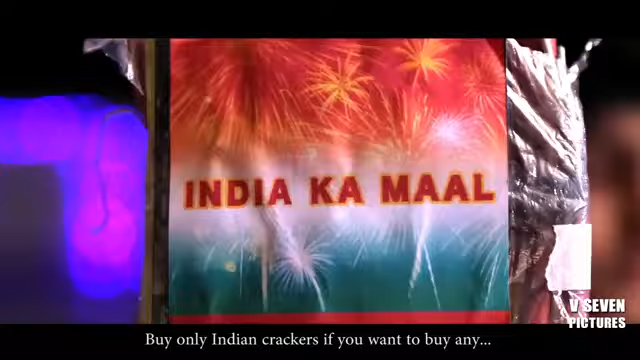 INDIA KA MAAL
V SEVEN
PICTURES
Buy only Indian crackers if you want to buy any...